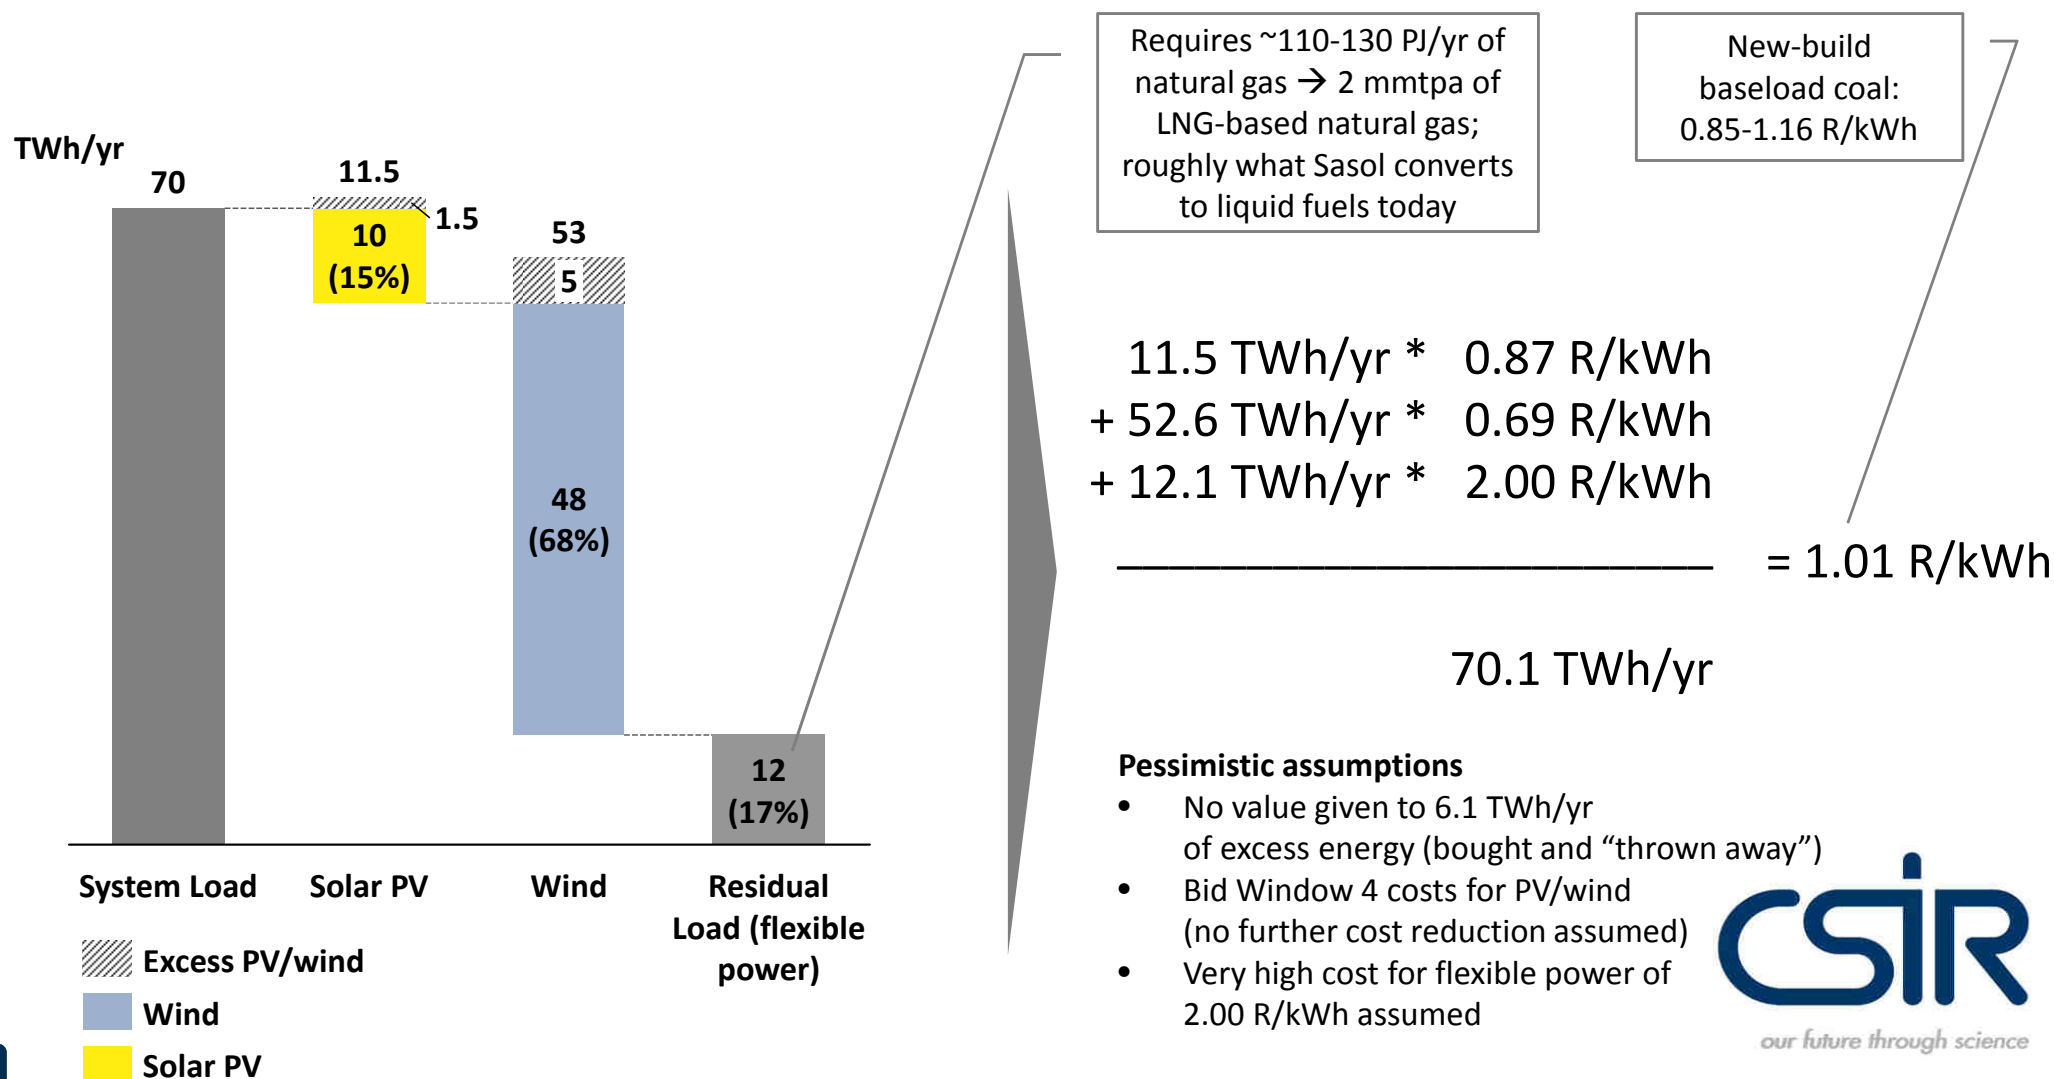 TWh/yr
70
11.5
1.5
10
(15%)
53
5
48
(68%)
12
(17%)
System Load
Solar PV
Wind
Residual
Load (flexible
power)
Excess PV/wind
Wind
Solar PV
Requires ~110-130 PJ/yr of
natural gas → 2 mmtpa of
LNG-based natural gas;
roughly what Sasol converts
to liquid fuels today
New-build
baseload coal:
0.85-1.16 R/kWh
11.5 TWh/yr * 0.87 R/kWh
+ 52.6 TWh/yr * 0.69 R/kWh
+ 12.1 TWh/yr * 2.00 R/kWh
= 1.01 R/kWh
70.1 TWh/yr
Pessimistic assumptions
• No value given to 6.1 TWh/yr
of excess energy (bought and “thrown away”)
• Bid Window 4 costs for PV/wind
(no further cost reduction assumed)
• Very high cost for flexible power of
2.00 R/kWh assumed
CSIR
our future through science